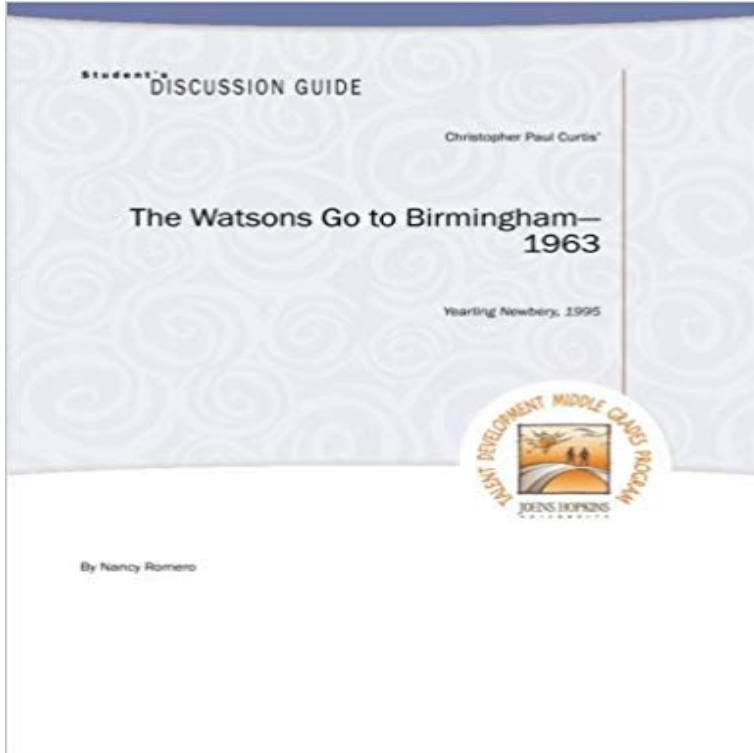 Student's
DISCUSSION GUIDE
Christopher Paul Curtis'
The Watsons Go to Birmingham—
1963
Yearling Newbery, 1995
TALENT DEVELOPMENT MIDDLE GRADES PROGRAM
JOHNS HOPKINS
UNIVERSITY
By Nancy Romero